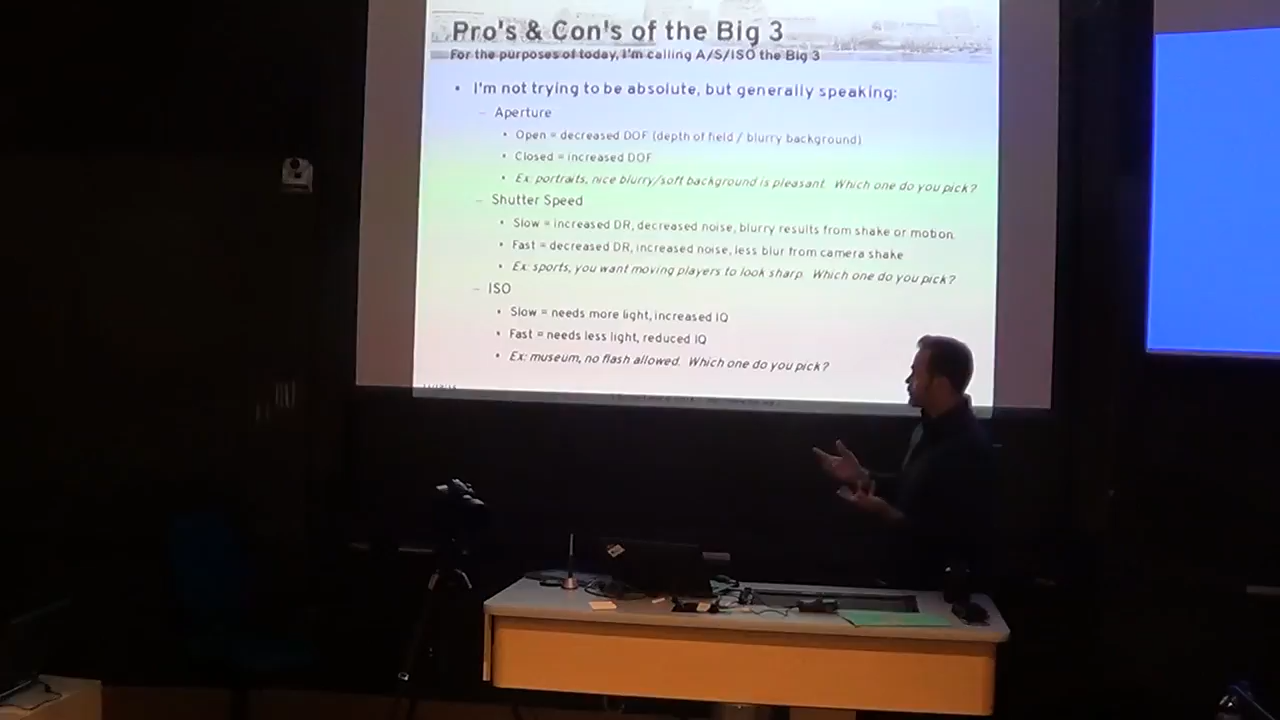 Pro's & Con's of the Big 3
For the purposes of today, I'm calling A/S/ISO the Big 3
• I'm not trying to be absolute, but generally speaking:
– Aperture
• Open = decreased DOF (depth of field / blurry background)
• Closed = increased DOF
• Ex: portraits, nice blurry/soft background is pleasant. Which one do you pick?
– Shutter Speed
• Slow = increased DR, decreased noise, blurry results from shake or motion.
• Fast = decreased DR, increased noise, less blur from camera shake
• Ex: sports, you want moving players to look sharp. Which one do you pick?
– ISO
• Slow = needs more light, increased IQ
• Fast = needs less light, reduced IQ
• Ex: museum, no flash allowed. Which one do you pick?